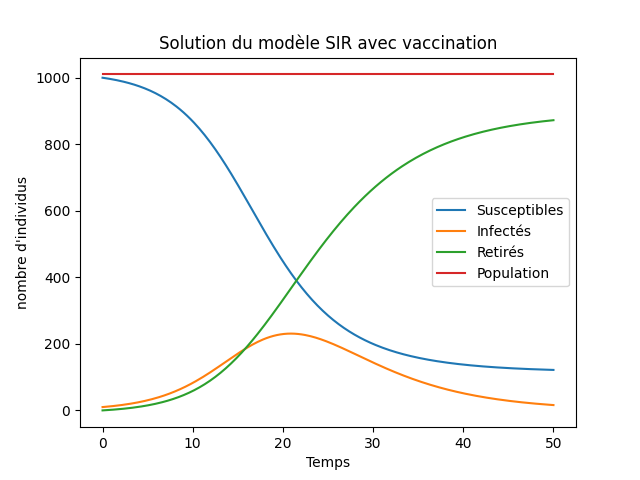 Solution du modèle SIR avec vaccination
1000
800
600
400
200
0
nombre d'individus
Susceptibles
Infectés
Retirés
Population
0 10 20 30 40 50
Temps